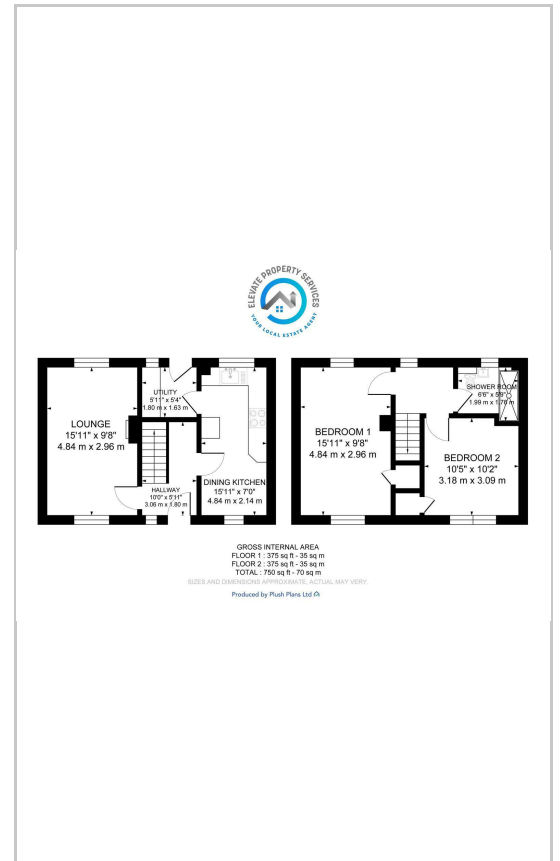 ELEVATE PROPERTY SERVICES
YOUR LOCAL ESTATE AGENT
LOUNGE
15'11" x 9'8"
4.84 m x 2.96 m
UTILITY
5'11" x 5'4"
1.80 m x 1.63 m
HALLWAY
10'0" x 5'11"
3.06 m x 1.80 m
DINING KITCHEN
15'11" x 7'0"
4.84 m x 2.14 m
BEDROOM 1
15'11" x 9'8"
4.84 m x 2.96 m
SHOWER ROOM
6'6" x 5'9"
1.99 m x 1.76 m
BEDROOM 2
10'5" x 10'2"
3.18 m x 3.09 m
GROSS INTERNAL AREA
FLOOR 1 : 375 sq ft - 35 sq m
FLOOR 2 : 375 sq ft - 35 sq m
TOTAL : 750 sq ft - 70 sq m
SIZES AND DIMENSIONS APPROXIMATE, ACTUAL MAY VERY.
Produced by Plush Plans Ltd